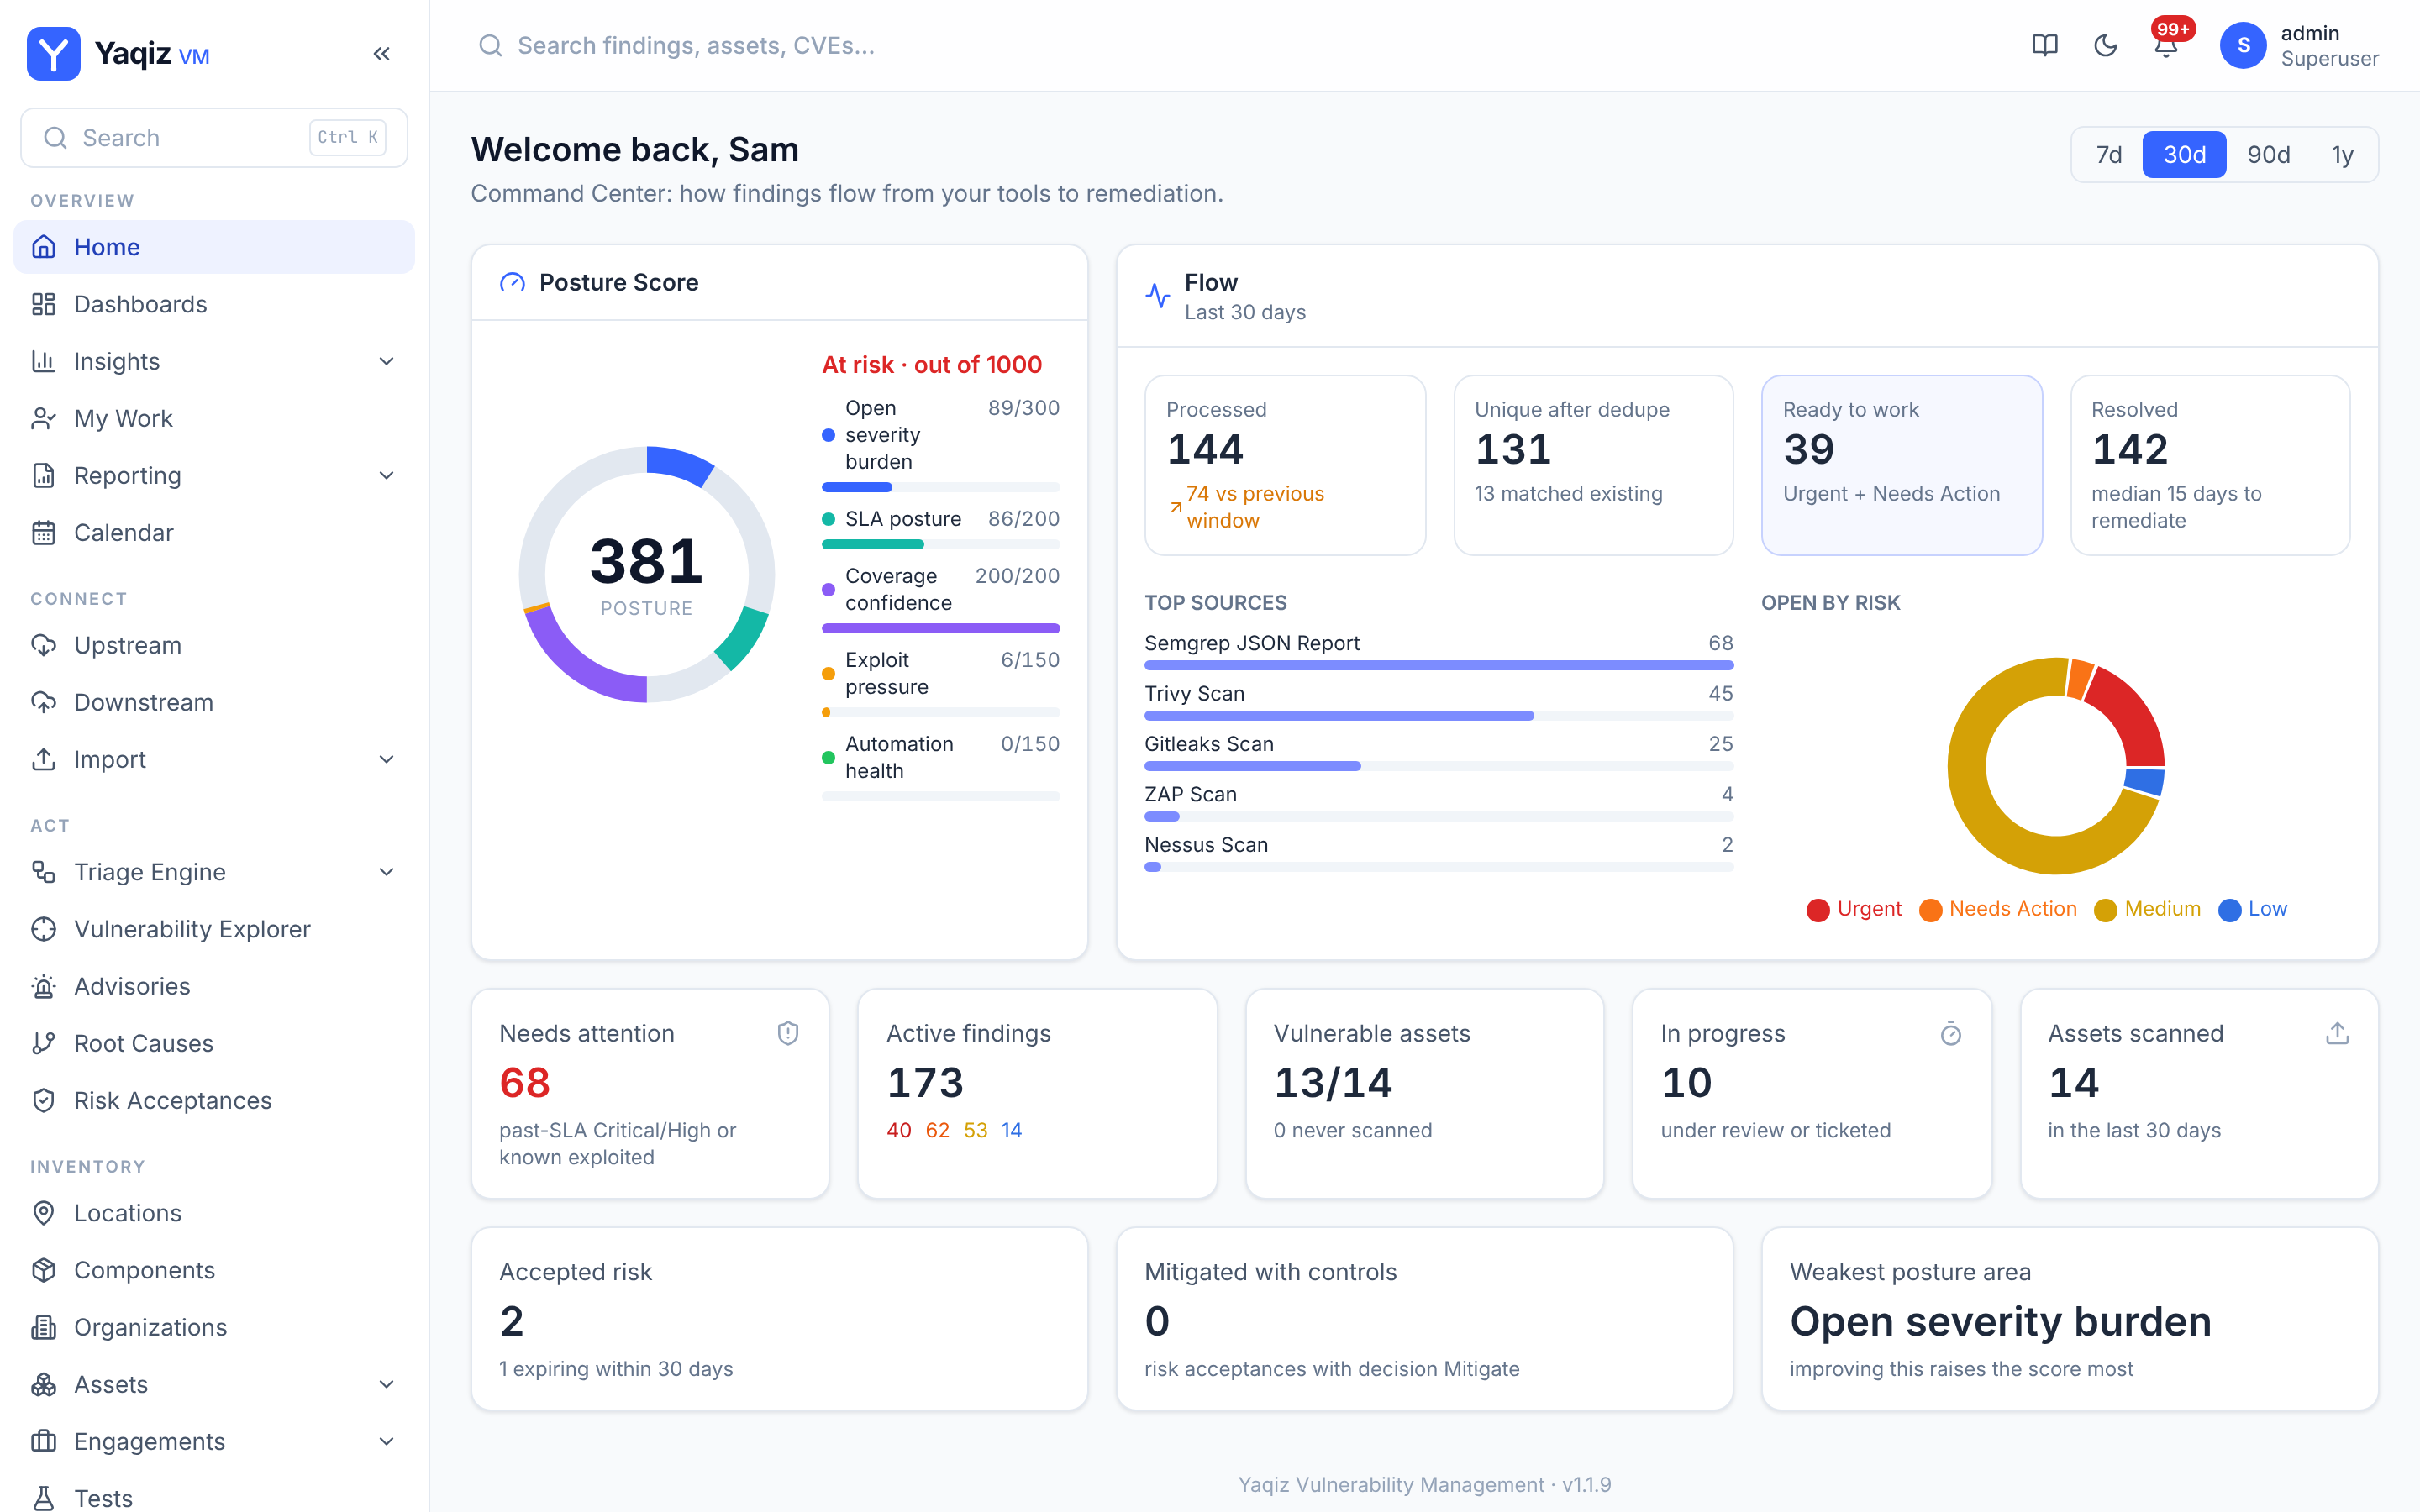 Yaqiz VM
Search
Ctrl K
OVERVIEW
Home
Dashboards
Insights
My Work
Reporting
Calendar
CONNECT
Upstream
Downstream
Import
ACT
Triage Engine
Vulnerability Explorer
Advisories
Root Causes
Risk Acceptances
INVENTORY
Locations
Components
Organizations
Assets
Engagements
Tests
Search findings, assets, CVEs...
99+
S
admin
Superuser
Welcome back, Sam
Command Center: how findings flow from your tools to remediation.
7d 30d 90d 1y
Posture Score
381
POSTURE
At risk · out of 1000
Open severity burden 89/300
SLA posture 86/200
Coverage confidence 200/200
Exploit pressure 6/150
Automation health 0/150
Flow
Last 30 days
Processed
144
74 vs previous
window
Unique after dedupe
131
13 matched existing
Ready to work
39
Urgent + Needs Action
Resolved
142
median 15 days to
remediate
TOP SOURCES
Semgrep JSON Report 68
Trivy Scan 45
Gitleaks Scan 25
ZAP Scan 4
Nessus Scan 2
OPEN BY RISK
Urgent Needs Action Medium Low
Needs attention
68
past-SLA Critical/High or
known exploited
Active findings
173
40 62 53 14
Vulnerable assets
13/14
0 never scanned
In progress
10
under review or ticketed
Assets scanned
14
in the last 30 days
Accepted risk
2
1 expiring within 30 days
Mitigated with controls
0
risk acceptances with decision Mitigate
Weakest posture area
Open severity burden
improving this raises the score most
Yaqiz Vulnerability Management · v1.1.9